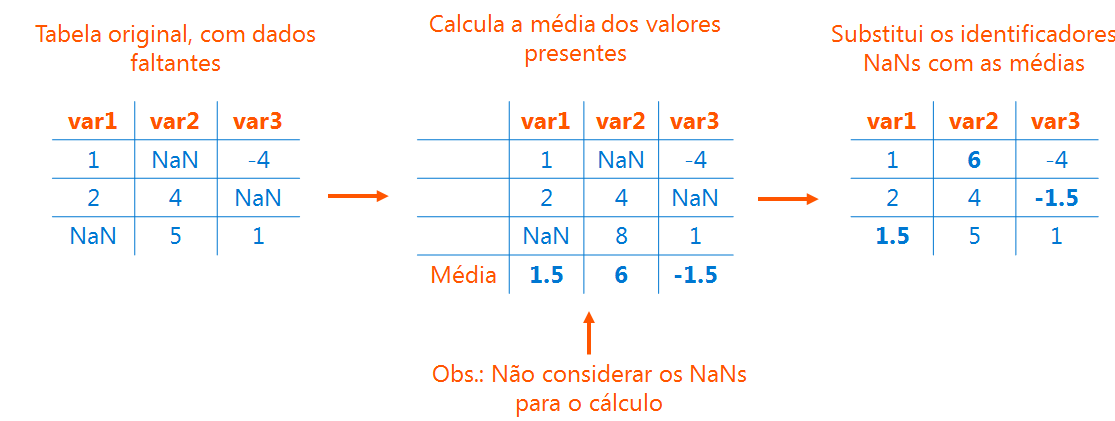 Tabela original, com dados
faltantes
var1 var2 var3
1 NaN -4
2 4 NaN
NaN 5 1
Calcula a média dos valores
presentes
var1 var2 var3
1 NaN -4
2 4 NaN
NaN 8 1
Média 1.5 6 -1.5
Obs.: Não considerar os NaNs
para o cálculo
Substitui os identificadores
NaNs com as médias
var1 var2 var3
1 6 -4
2 4 -1.5
1.5 5 1